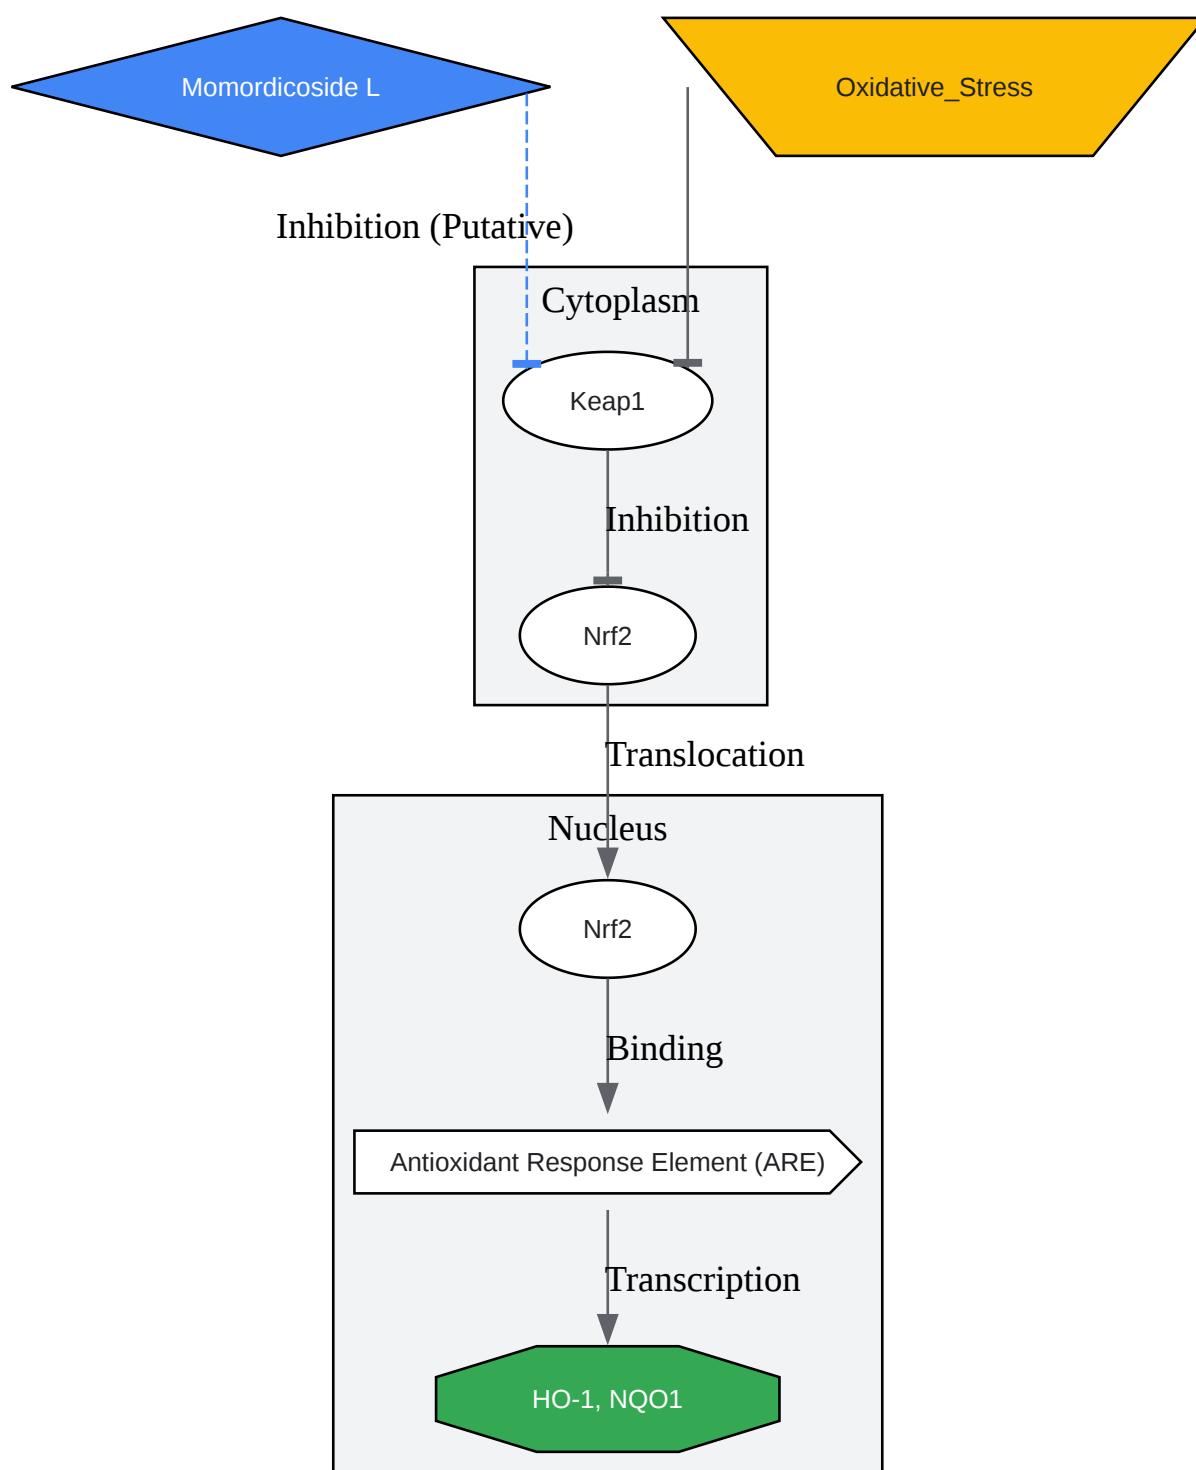 Momordicoside L
Oxidative_Stress
Inhibition (Putative)
Cytoplasm
Keap1
Inhibition
Nrf2
Translocation
Nucleus
Nrf2
Binding
Antioxidant Response Element (ARE)
Transcription
HO-1, NQO1